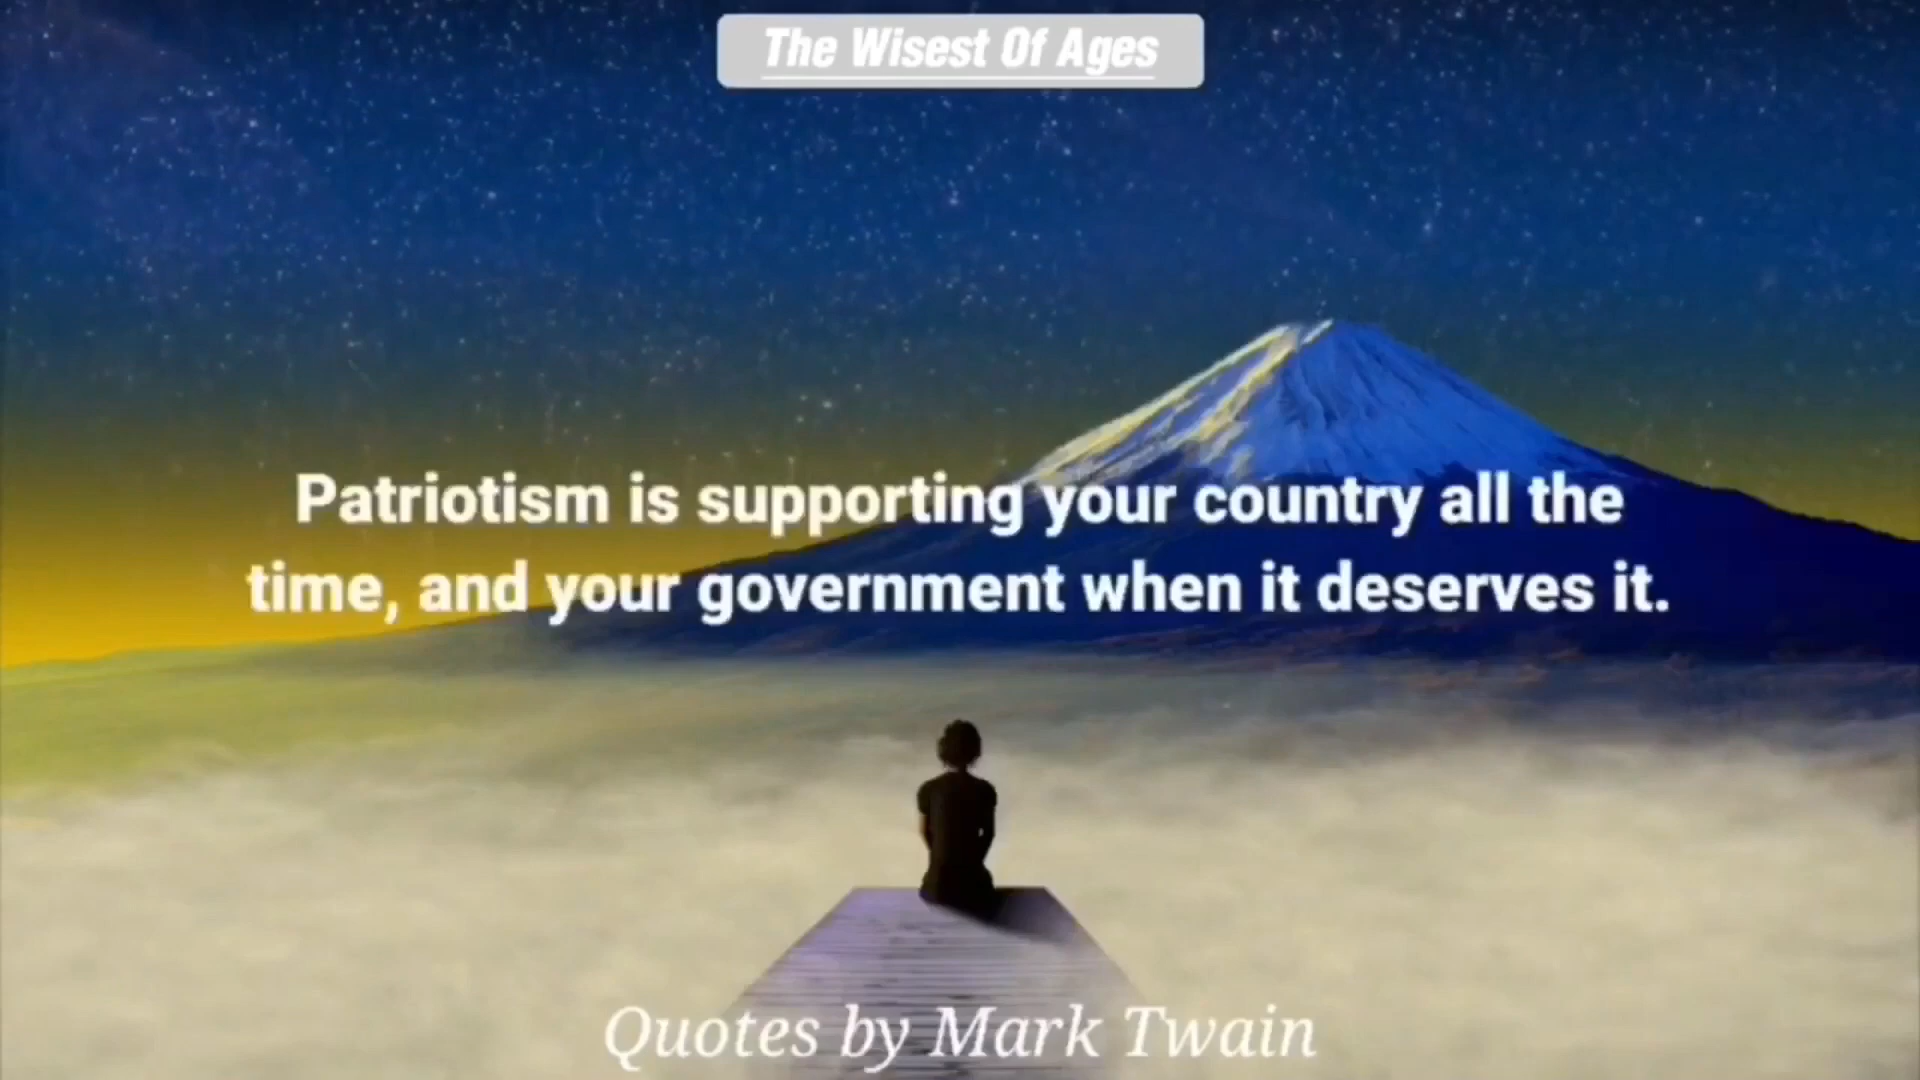 The Wisest Of Ages
Patriotism is supporting your country all the
time, and your government when it deserves it.
Quotes by Mark Twain